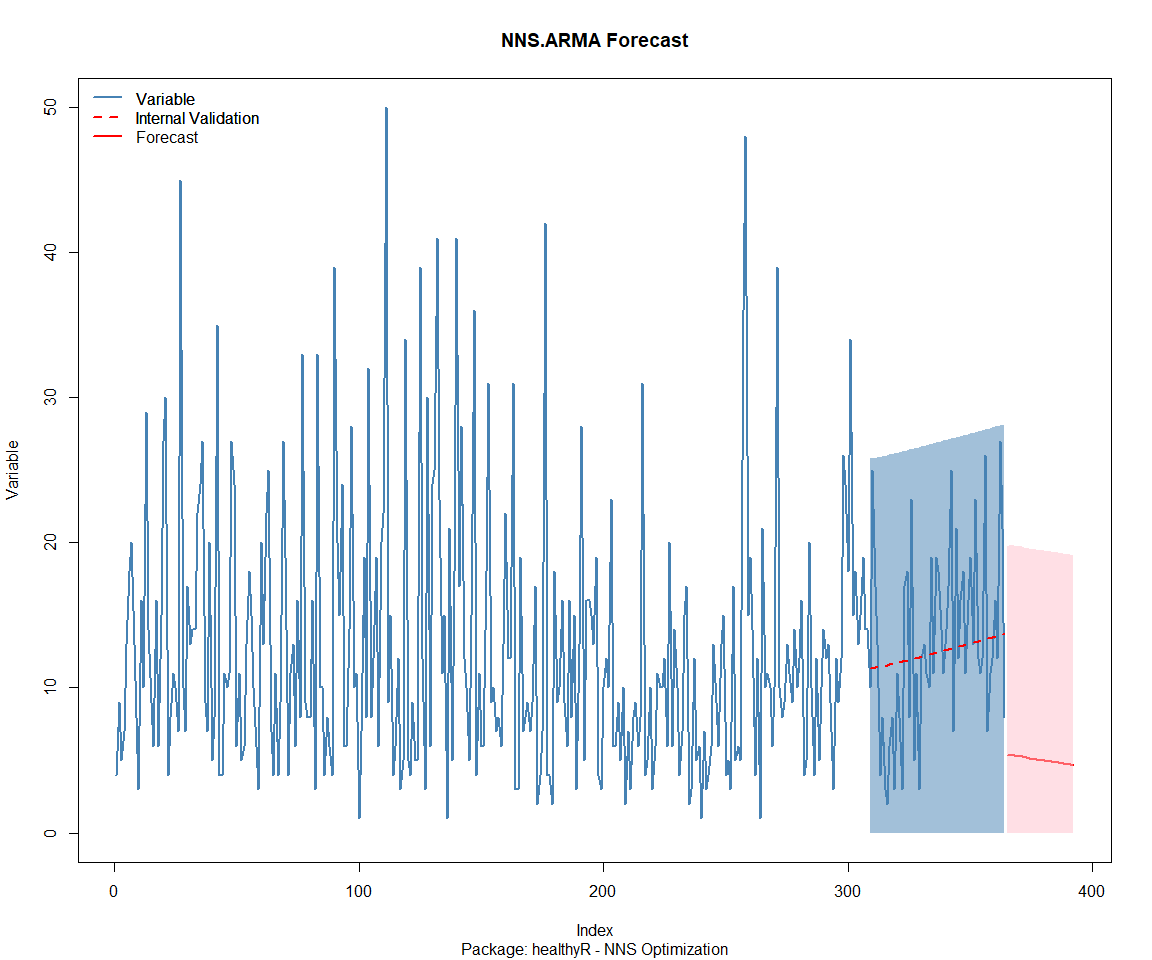 NNS.ARMA Forecast
Variable
Internal Validation
Forecast
50
40
30
20
10
0
Variable
0
100
200
300
400
Index
Package: healthyR - NNS Optimization